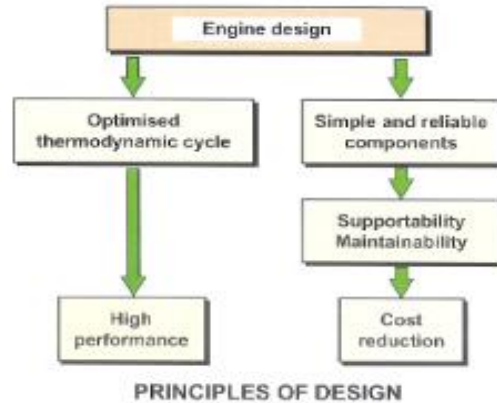 Engine design
Optimised
thermodynamic cycle
Simple and reliable
components
Supportability
Maintainability
High
performance
Cost
reduction
PRINCIPLES OF DESIGN